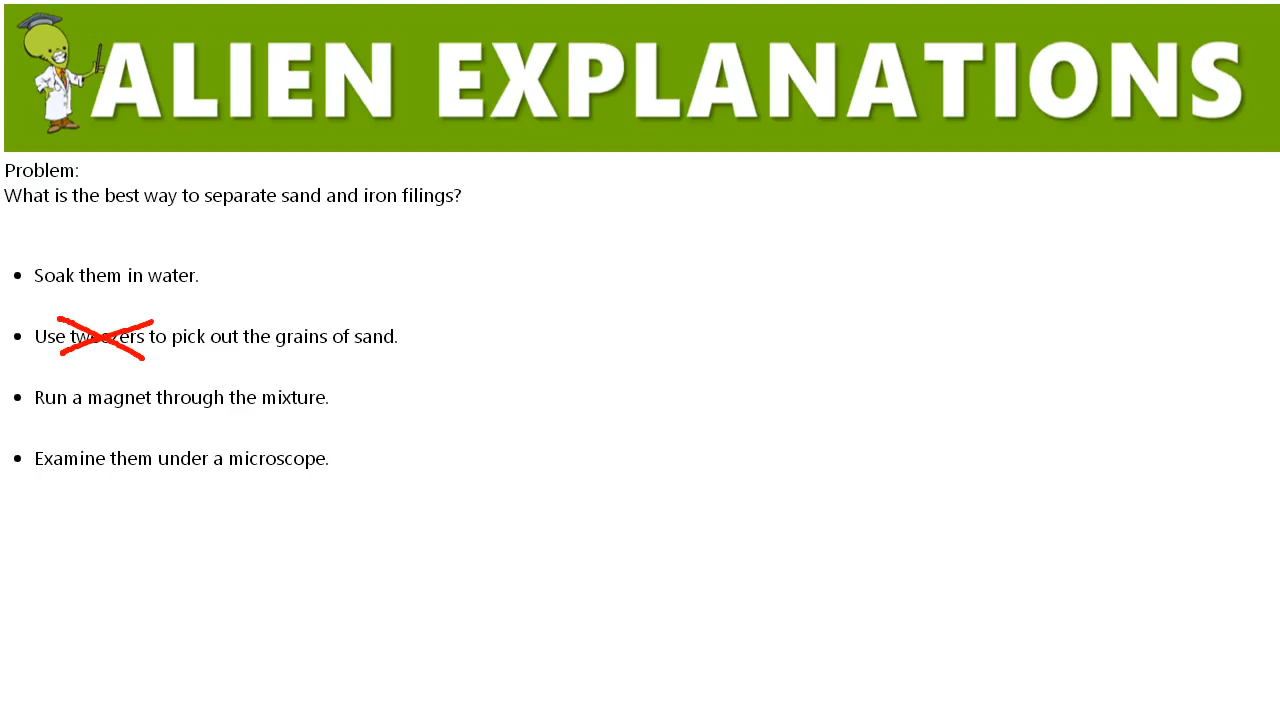 ALIEN EXPLANATIONS
Problem:
What is the best way to separate sand and iron filings?
Soak them in water.
Use tweezers to pick out the grains of sand.
Run a magnet through the mixture.
Examine them under a microscope.